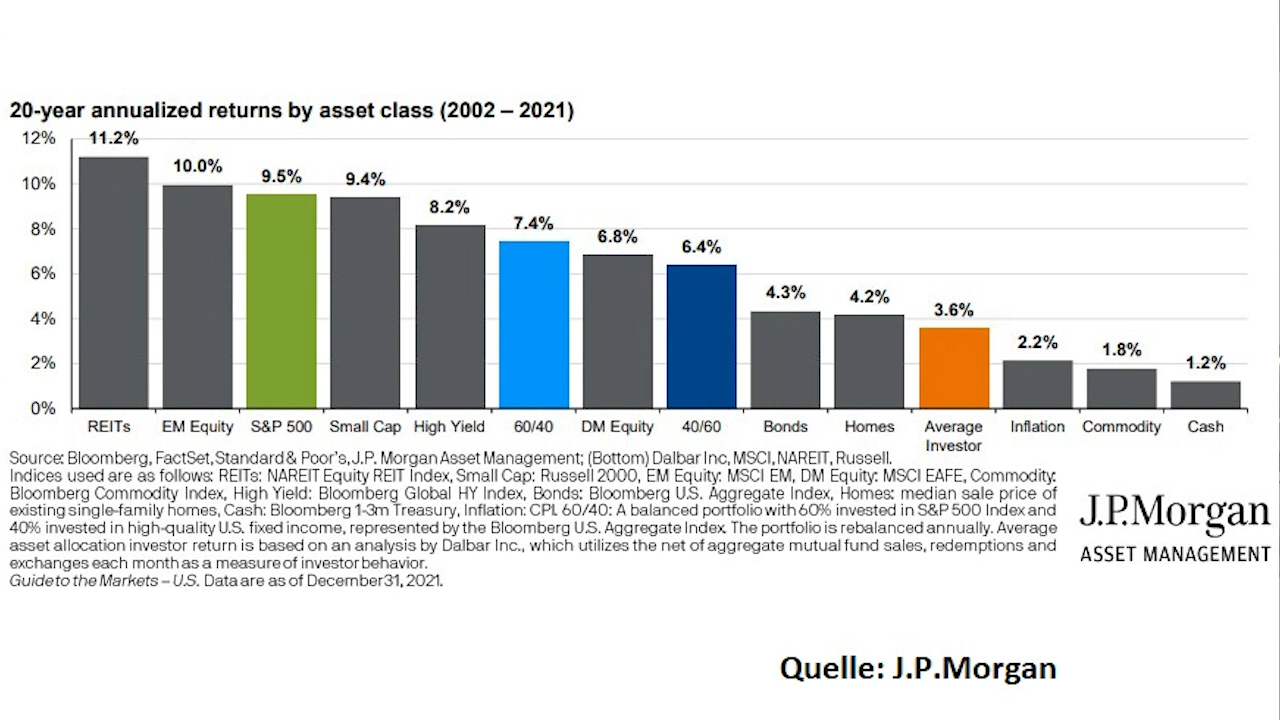 20-year annualized returns by asset class (2002 – 2021)
12%
10%
8%
6%
4%
2%
0%
11.2%
10.0%
9.5%
9.4%
8.2%
7.4%
6.8%
6.4%
4.3%
4.2%
3.6%
2.2%
1.8%
1.2%
REITs
EM Equity
S&P 500
Small Cap
High Yield
60/40
DM Equity
40/60
Bonds
Homes
Average
Investor
Inflation
Commodity
Cash
Source: Bloomberg, FactSet, Standard & Poor's, J.P. Morgan Asset Management; (Bottom) Dalbar Inc, MSCI, NAREIT, Russell.
Indices used are as follows: REITs: NAREIT Equity REIT Index, Small Cap: Russell 2000, EM Equity: MSCI EM, DM Equity: MSCI EAFE, Commodity:
Bloomberg Commodity Index, High Yield: Bloomberg Global HY Index, Bonds: Bloomberg U.S. Aggregate Index, Homes: median sale price of
existing single-family homes, Cash: Bloomberg 1-3m Treasury, Inflation: CPI. 60/40: A balanced portfolio with 60% invested in S&P 500 Index and
40% invested in high-quality U.S. fixed income, represented by the Bloomberg U.S. Aggregate Index. The portfolio is rebalanced annually. Average
asset allocation investor return is based on an analysis by Dalbar Inc., which utilizes the net of aggregate mutual fund sales, redemptions and
exchanges each month as a measure of investor behavior.
Guide to the Markets – U.S. Data are as of December 31, 2021.
J.P.Morgan
ASSET MANAGEMENT
Quelle: J.P.Morgan